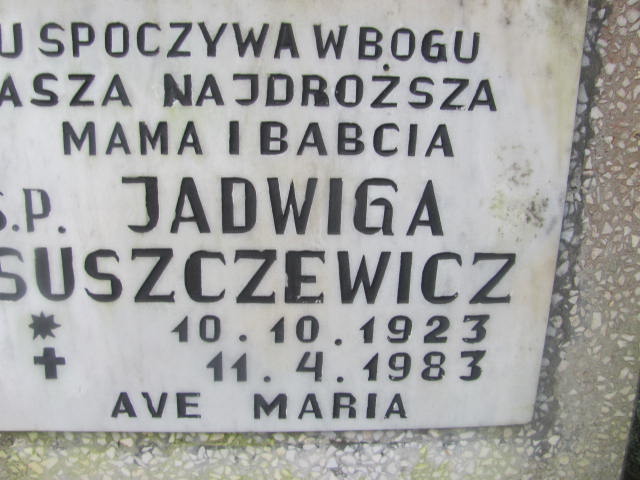 U SPOCZYWA W BOGU
ASZA NAJDROŻSZA
MAMA I BABCIA
Ś.P. JADWIGA
SUSZCZEWICZ
10.10.1923
11.4.1983
AVE MARIA